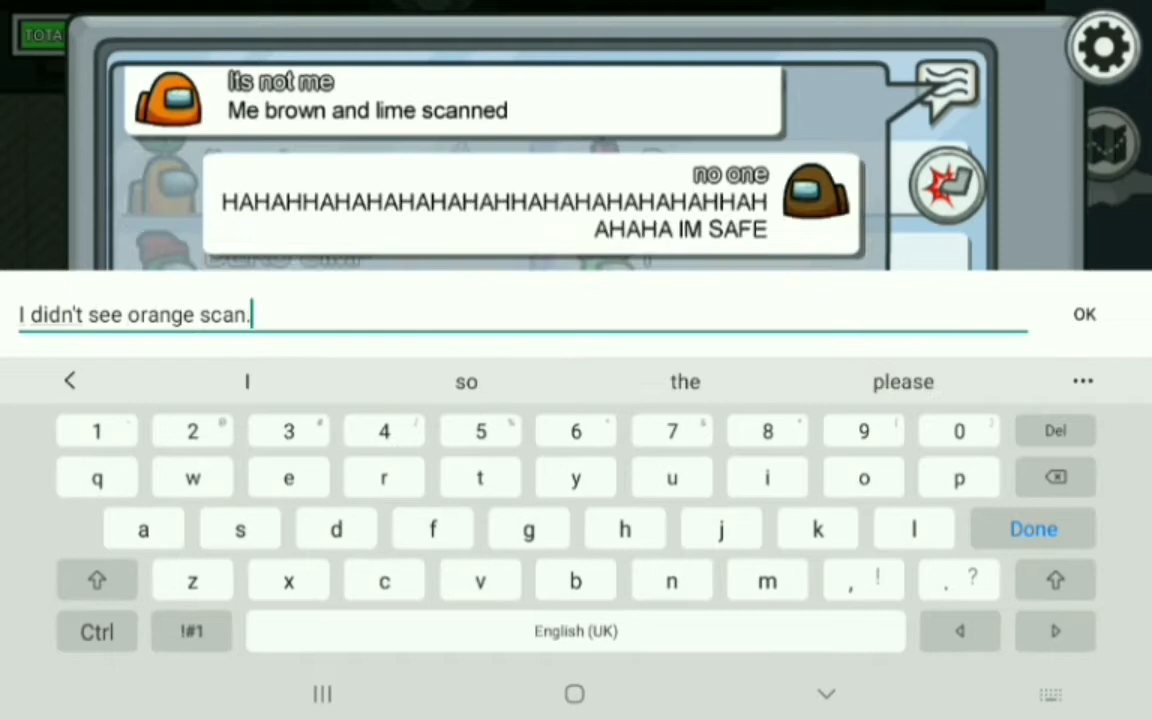 TOTA
Its not me
Me brown and lime scanned
no one
HAHAHHAHAHAHAHAHAHHAHAHAHAHAHAHAHHAH
AHAHA IM SAFE
I didn't see orange scan.
OK
I so the please
1 2 3 4 5 6 7 8 9 0 Del
q w e r t y u i o p
a s d f g h j k l Done
z x c v b n m , ! . ?
Ctrl !#1 English (UK)